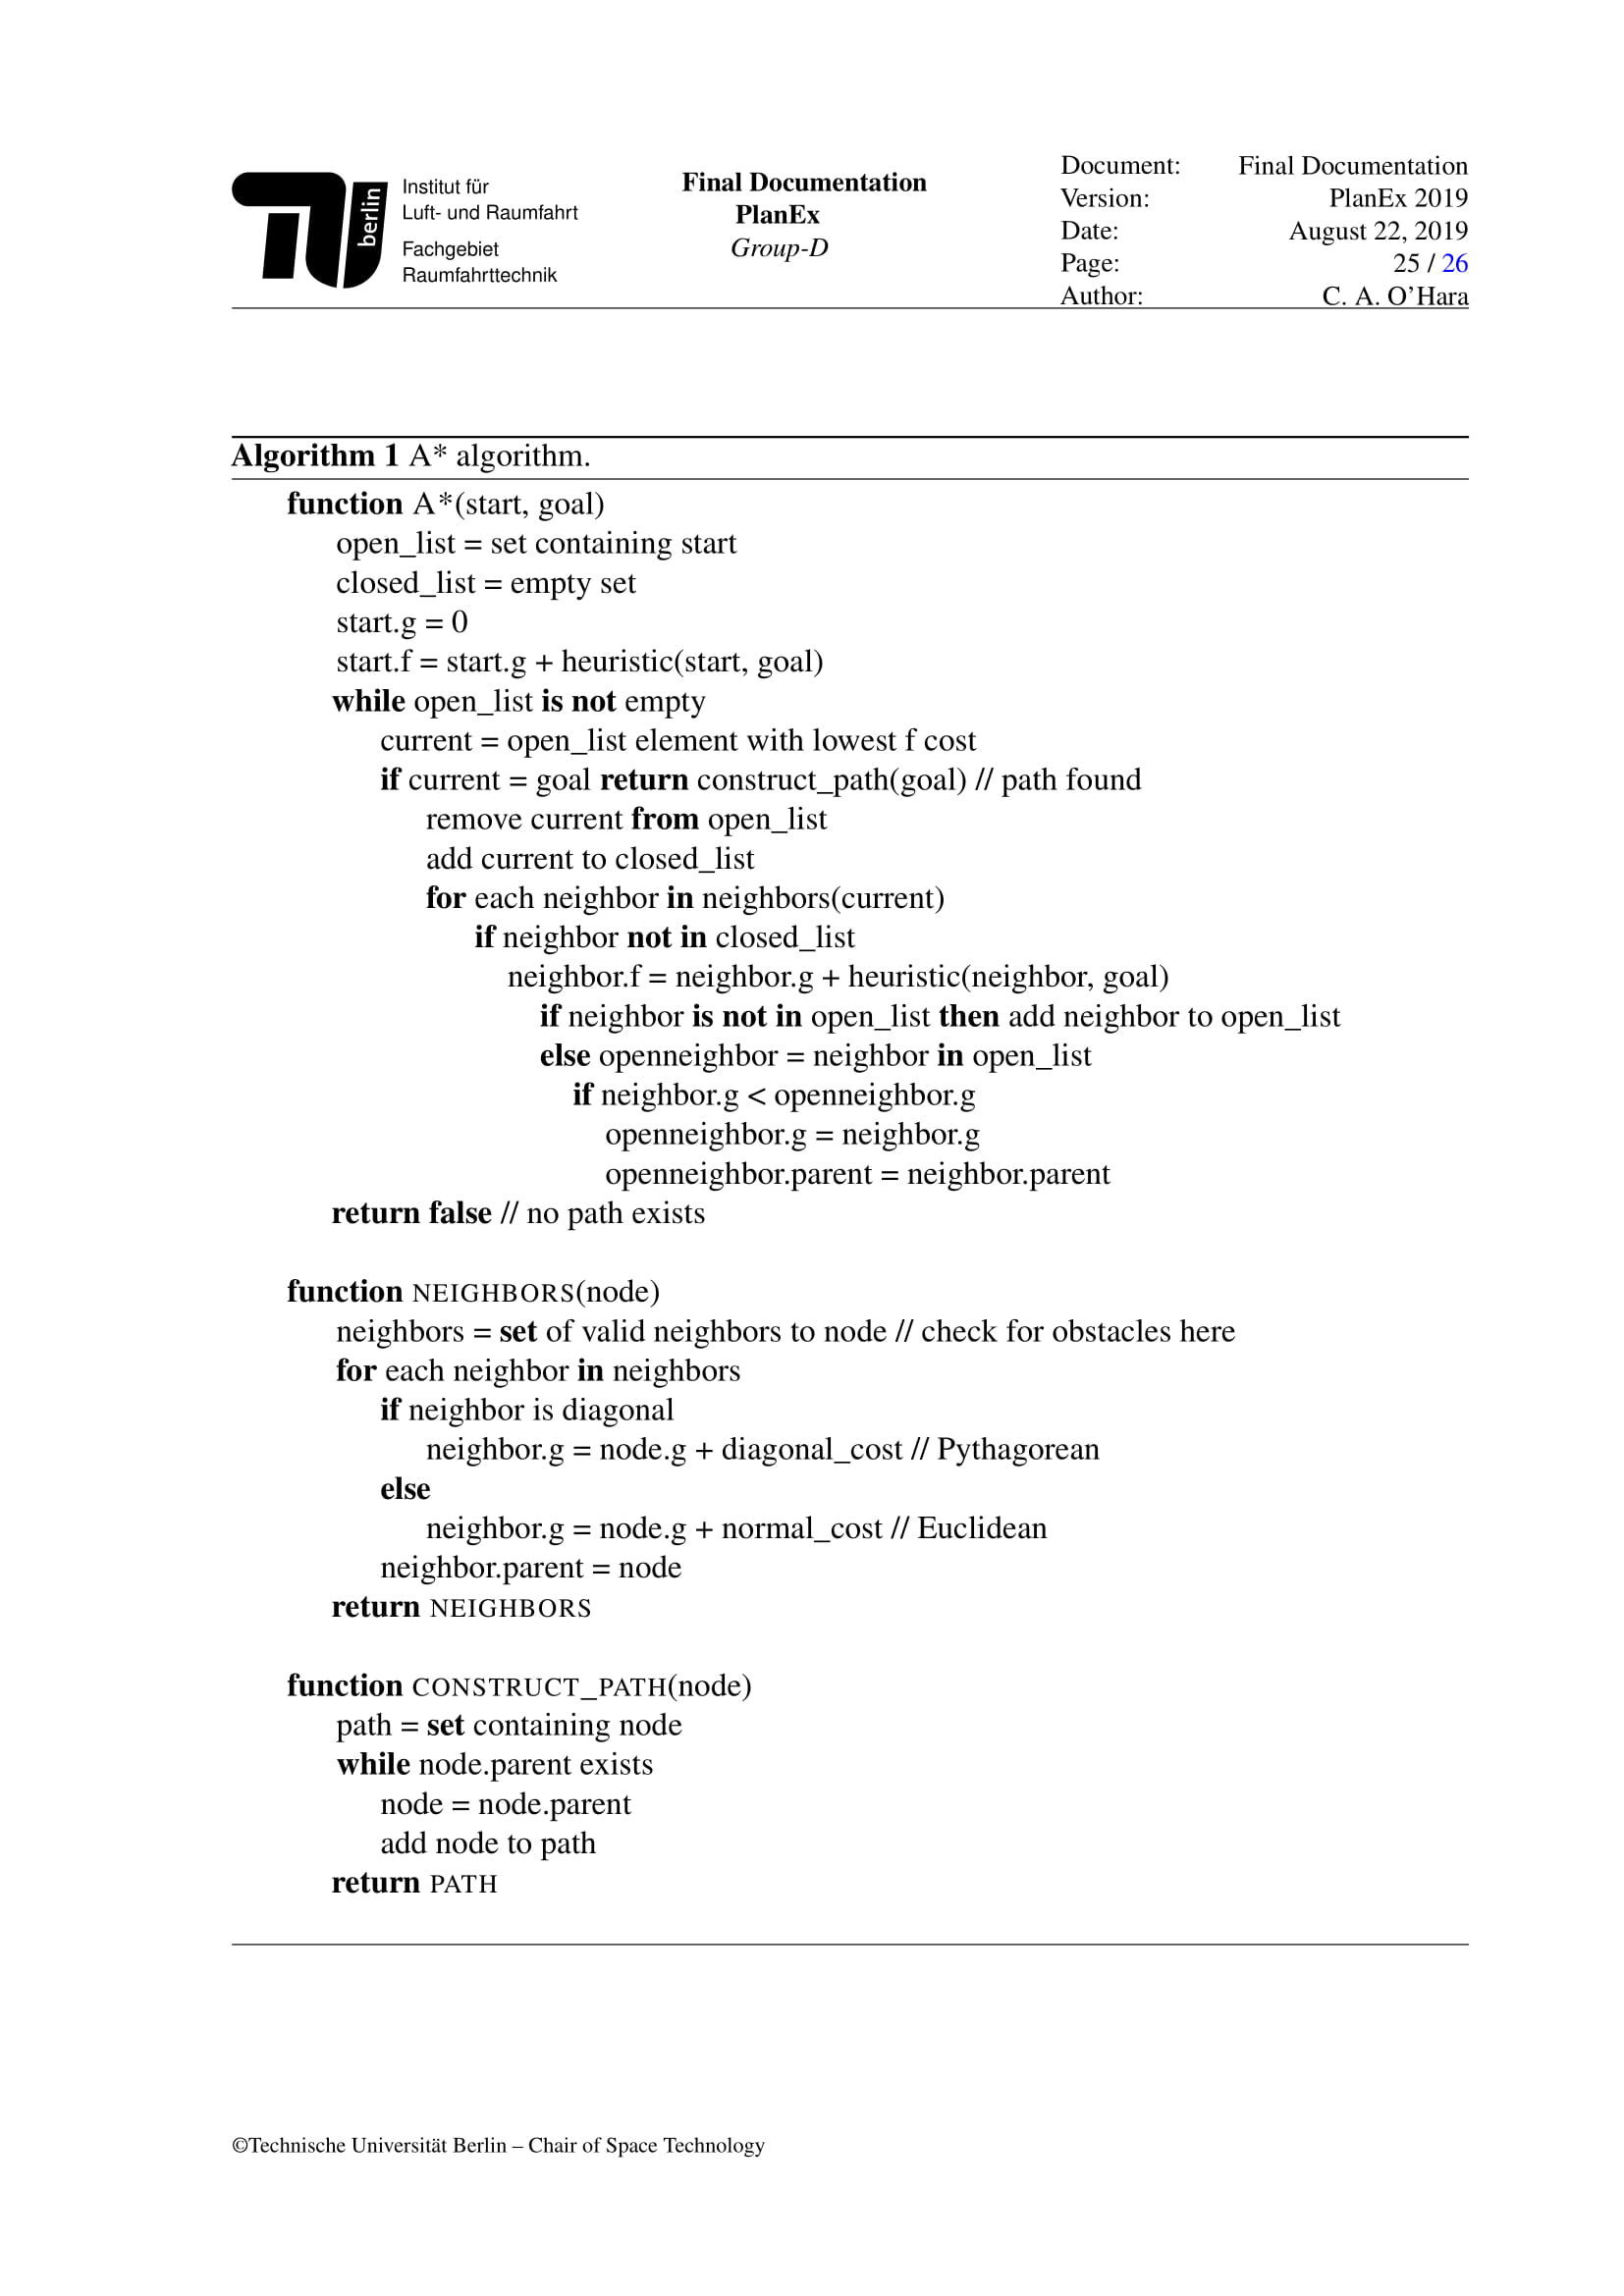 berlin
Institut für
Luft- und Raumfahrt
Fachgebiet
Raumfahrttechnik
Final Documentation
PlanEx
Group-D
Document: Final Documentation
Version: PlanEx 2019
Date: August 22, 2019
Page: 25 / 26
Author: C. A. O’Hara
Algorithm 1 A* algorithm.
function A*(start, goal)
open_list = set containing start
closed_list = empty set
start.g = 0
start.f = start.g + heuristic(start, goal)
while open_list is not empty
current = open_list element with lowest f cost
if current = goal return construct_path(goal) // path found
remove current from open_list
add current to closed_list
for each neighbor in neighbors(current)
if neighbor not in closed_list
neighbor.f = neighbor.g + heuristic(neighbor, goal)
if neighbor is not in open_list then add neighbor to open_list
else openneighbor = neighbor in open_list
if neighbor.g < openneighbor.g
openneighbor.g = neighbor.g
openneighbor.parent = neighbor.parent
return false // no path exists
function NEIGHBORS(node)
neighbors = set of valid neighbors to node // check for obstacles here
for each neighbor in neighbors
if neighbor is diagonal
neighbor.g = node.g + diagonal_cost // Pythagorean
else
neighbor.g = node.g + normal_cost // Euclidean
neighbor.parent = node
return NEIGHBORS
function CONSTRUCT_PATH(node)
path = set containing node
while node.parent exists
node = node.parent
add node to path
return PATH
©Technische Universität Berlin – Chair of Space Technology